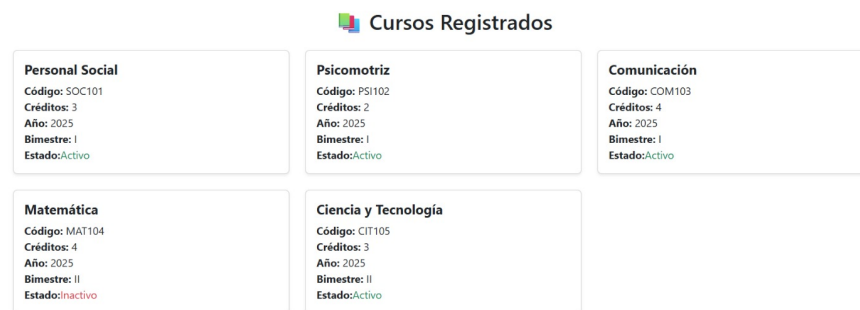 Cursos Registrados
Personal Social
Código: SOC101
Créditos: 3
Año: 2025
Bimestre: I
Estado:Activo
Psicomotriz
Código: PSI102
Créditos: 2
Año: 2025
Bimestre: I
Estado:Activo
Comunicación
Código: COM103
Créditos: 4
Año: 2025
Bimestre: I
Estado:Activo
Matemática
Código: MAT104
Créditos: 4
Año: 2025
Bimestre: II
Estado:Inactivo
Ciencia y Tecnología
Código: CIT105
Créditos: 3
Año: 2025
Bimestre: II
Estado:Activo